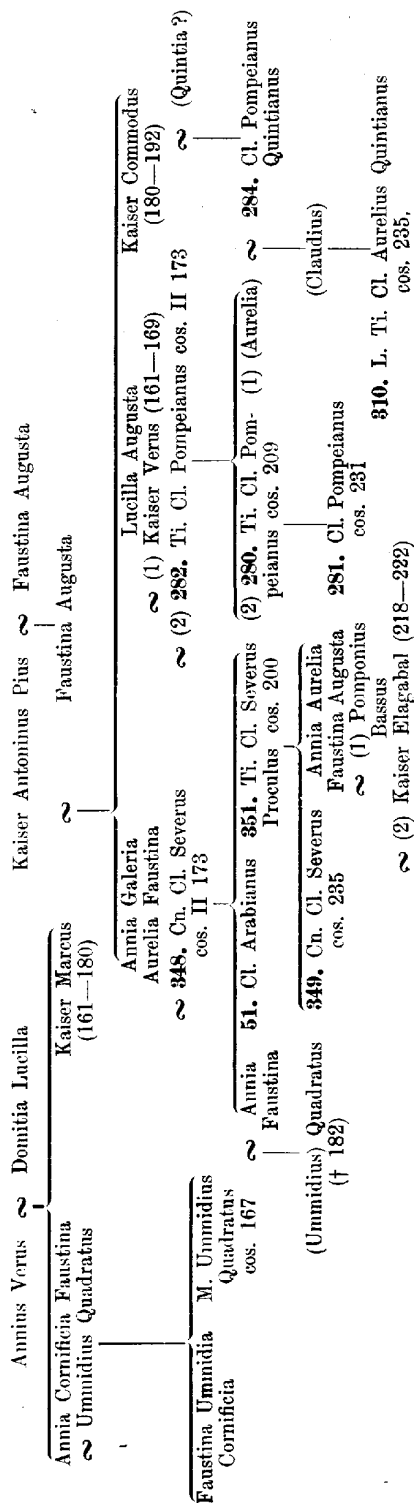 Annius Verus ∾ Domitia Lucilla
Kaiser Antoninus Pius ∾ Faustina Augusta
Annia Cornificia Faustina
∾ Ummidius Quadratus
Kaiser Marcus
(161—180)
∾
Faustina Augusta
Faustina Ummidia
Cornificia
M. Ummidius
Quadratus
cos. 167
Annia Galeria
Aurelia Faustina
∾ 348. Cn. Cl. Severus
cos. II 173
Lucilla Augusta
∾ (1) Kaiser Verus (161—169)
∾ (2) 282. Ti. Cl. Pompeianus cos. II 173
Kaiser Commodus
(180—192)
(Quintia ?)
∾
Annia
Faustina
∾
51. Cl. Arabianus
351. Ti. Cl. Severus
Proculus cos. 200
(2) 280. Ti. Cl. Pom-
peianus cos. 209
(1) (Aurelia)
∾
284. Cl. Pompeianus
Quintianus
(Ummidius) Quadratus
(† 182)
349. Cn. Cl. Severus
cos. 235
Annia Aurelia
Faustina Augusta
∾ (1) Pomponius
Bassus
∾ (2) Kaiser Elagabal (218—222)
281. Cl. Pompeianus
cos. 231
(Claudius)
310. L. Ti. Cl. Aurelius Quintianus
cos. 235.